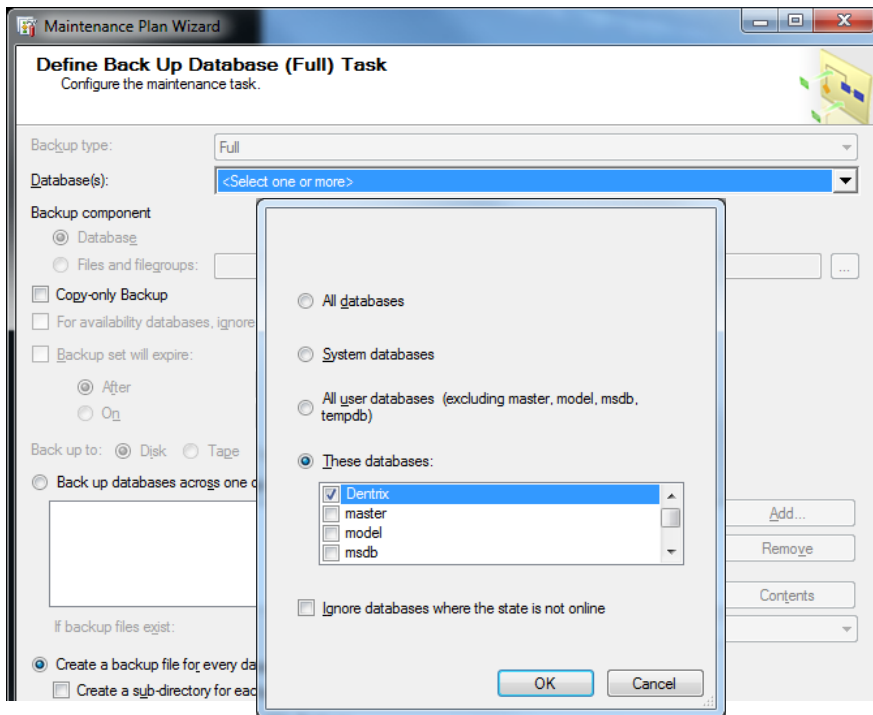 Maintenance Plan Wizard
Define Back Up Database (Full) Task
Configure the maintenance task.
Backup type:
Full
Database(s):
<Select one or more>
Backup component
Database
Files and filegroups:
...
Copy-only Backup
For availability databases, ignore
Backup set will expire:
After
On
Back up to:
Disk
Tape
Back up databases across one
All databases
System databases
All user databases (excluding master, model, msdb,
tempdb)
These databases:
Dentrix
master
model
msdb
Ignore databases where the state is not online
OK
Cancel
Add...
Remove
Contents
If backup files exist:
Create a backup file for every
Create a sub-directory for